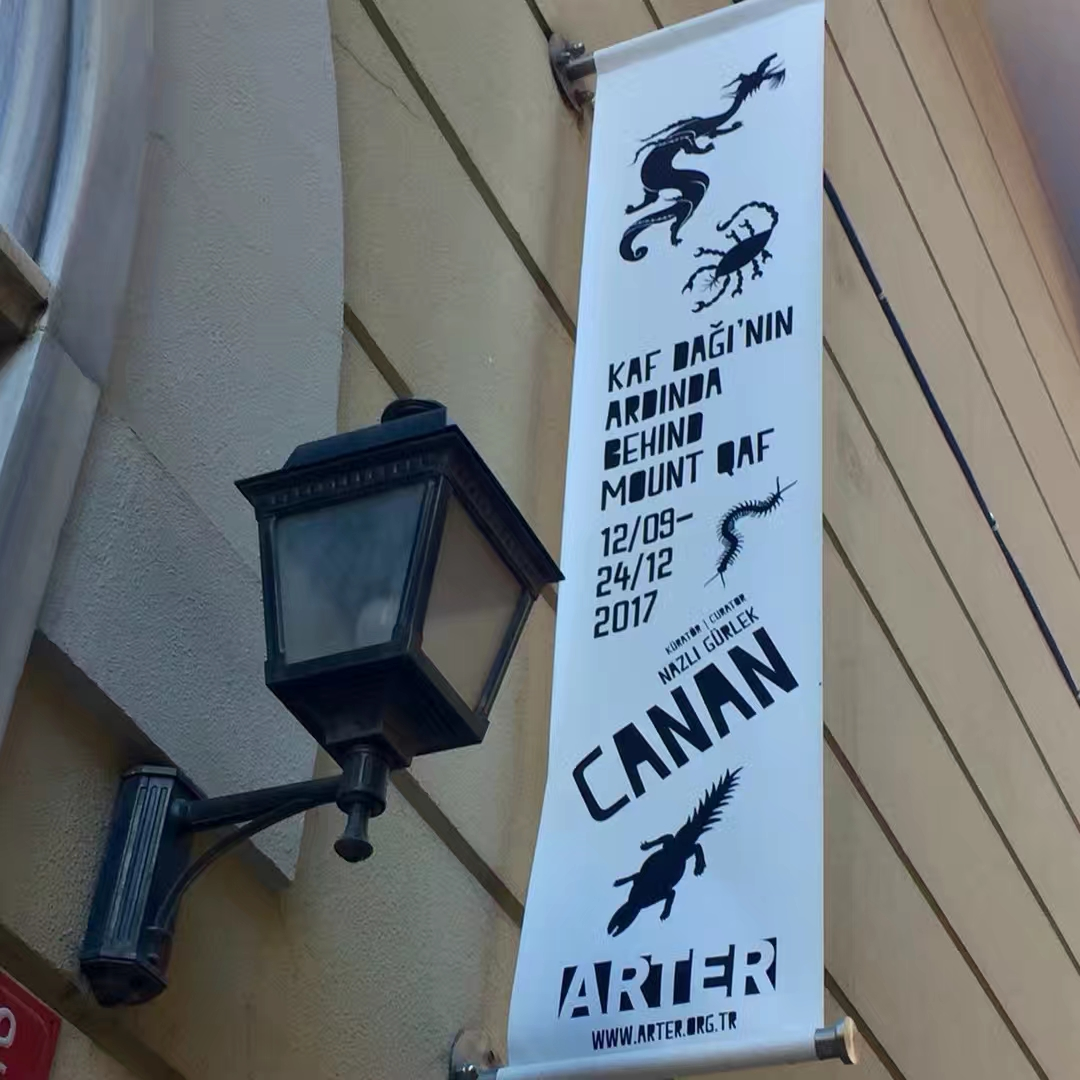 KAF DAĞI'NIN
ARDINDA
BEHIND
MOUNT QAF
12/09–
24/12
2017
KÜRATÖR | CURATOR
NAZLI GÜRLEK
CANAN
ARTER
WWW.ARTER.ORG.TR